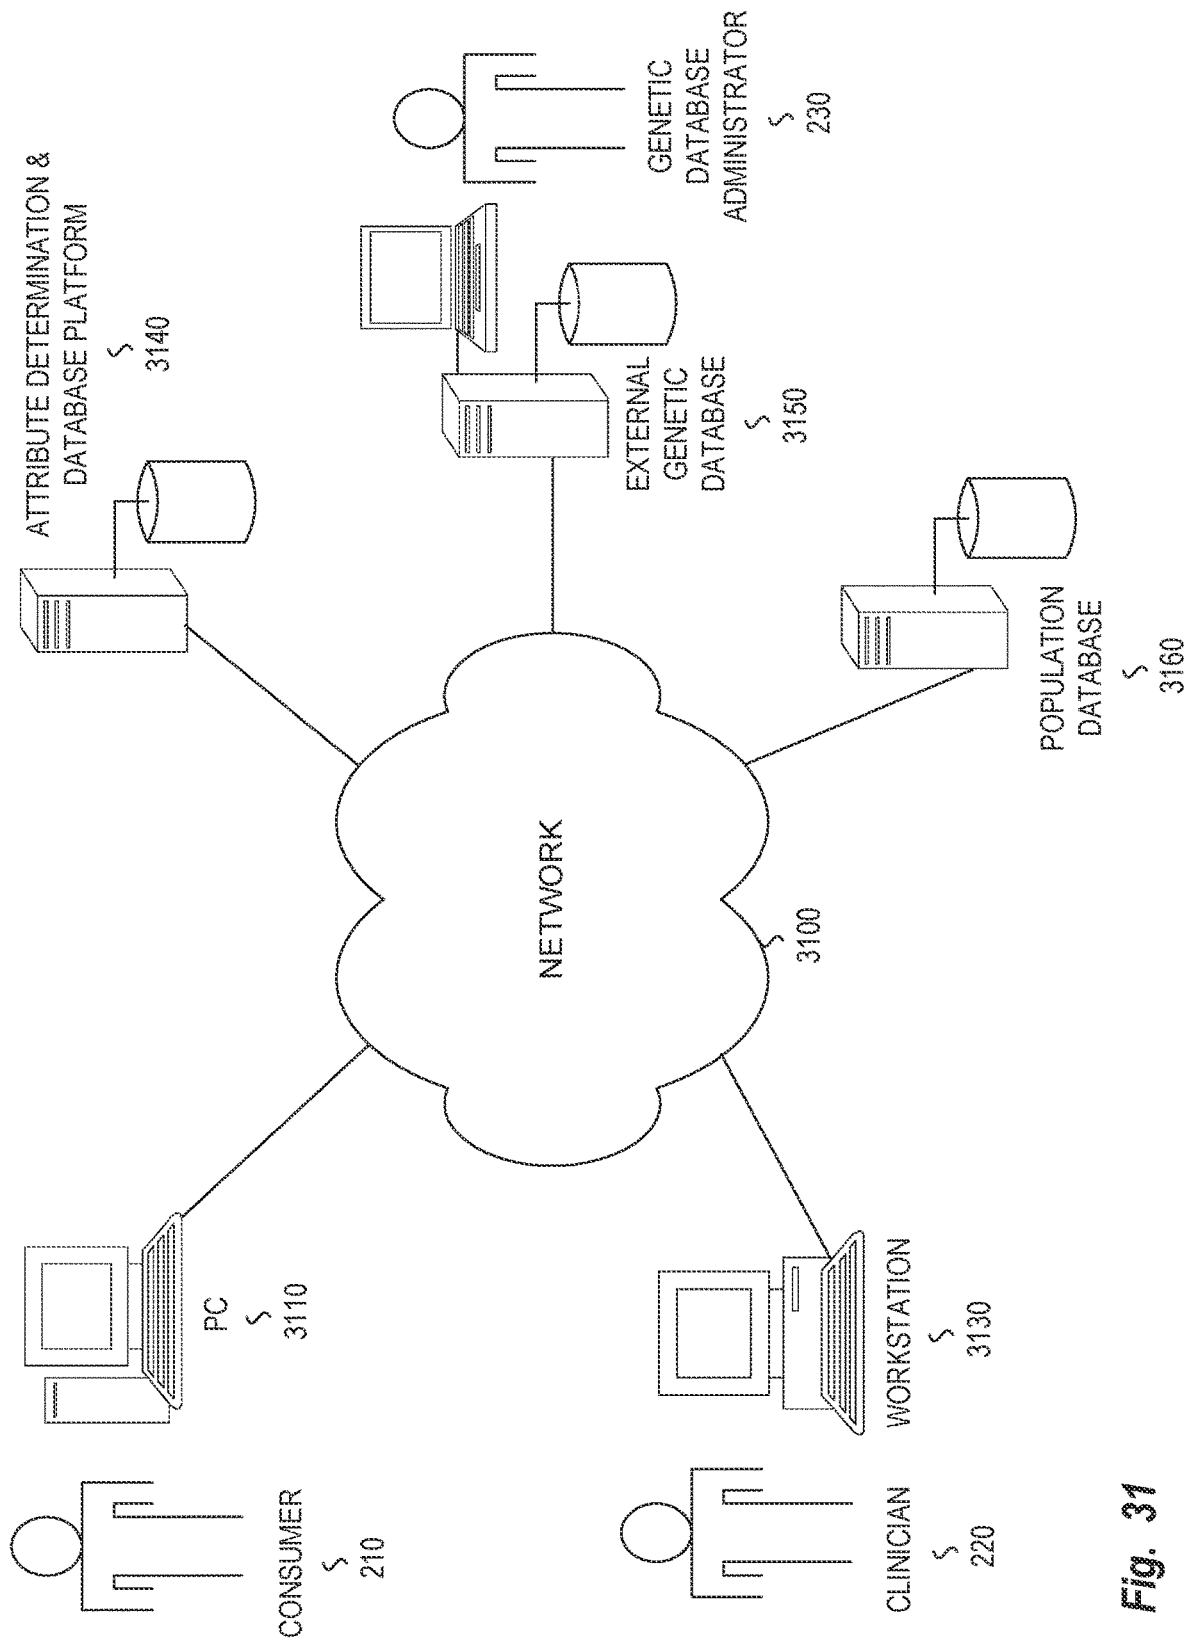 ATTRIBUTE DETERMINATION &
DATABASE PLATFORM
3140
CONSUMER
210
PC
3110
GENETIC
DATABASE
ADMINISTRATOR
230
NETWORK
EXTERNAL
GENETIC
DATABASE
3150
3100
CLINICIAN
220
WORKSTATION
3130
POPULATION
DATABASE
3160
Fig. 31